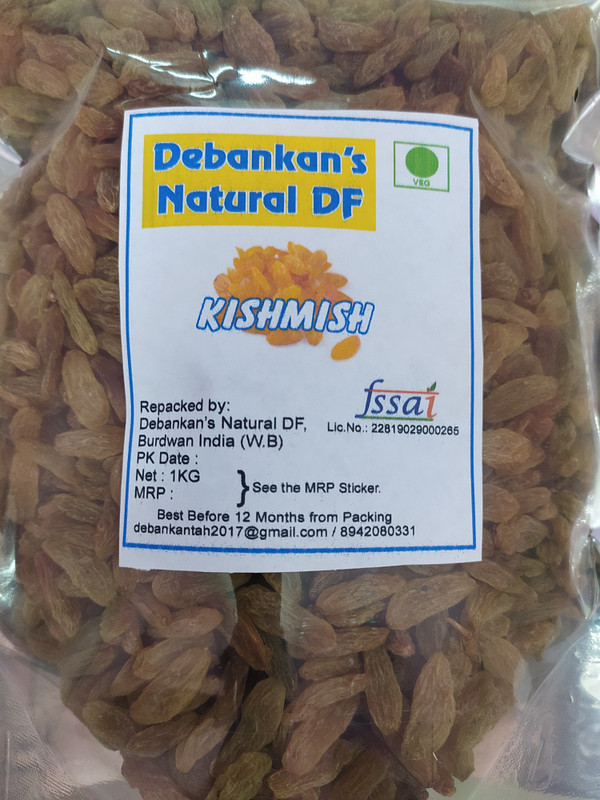 Debankan's
Natural DF
VEG
KISHMISH
fssai
Lic.No.: 22819029000265
Repacked by:
Debankan's Natural DF,
Burdwan India (W.B)
PK Date :
Net : 1KG
MRP :
} See the MRP Sticker.
Best Before 12 Months from Packing
debankantah2017@gmail.com / 8942080331